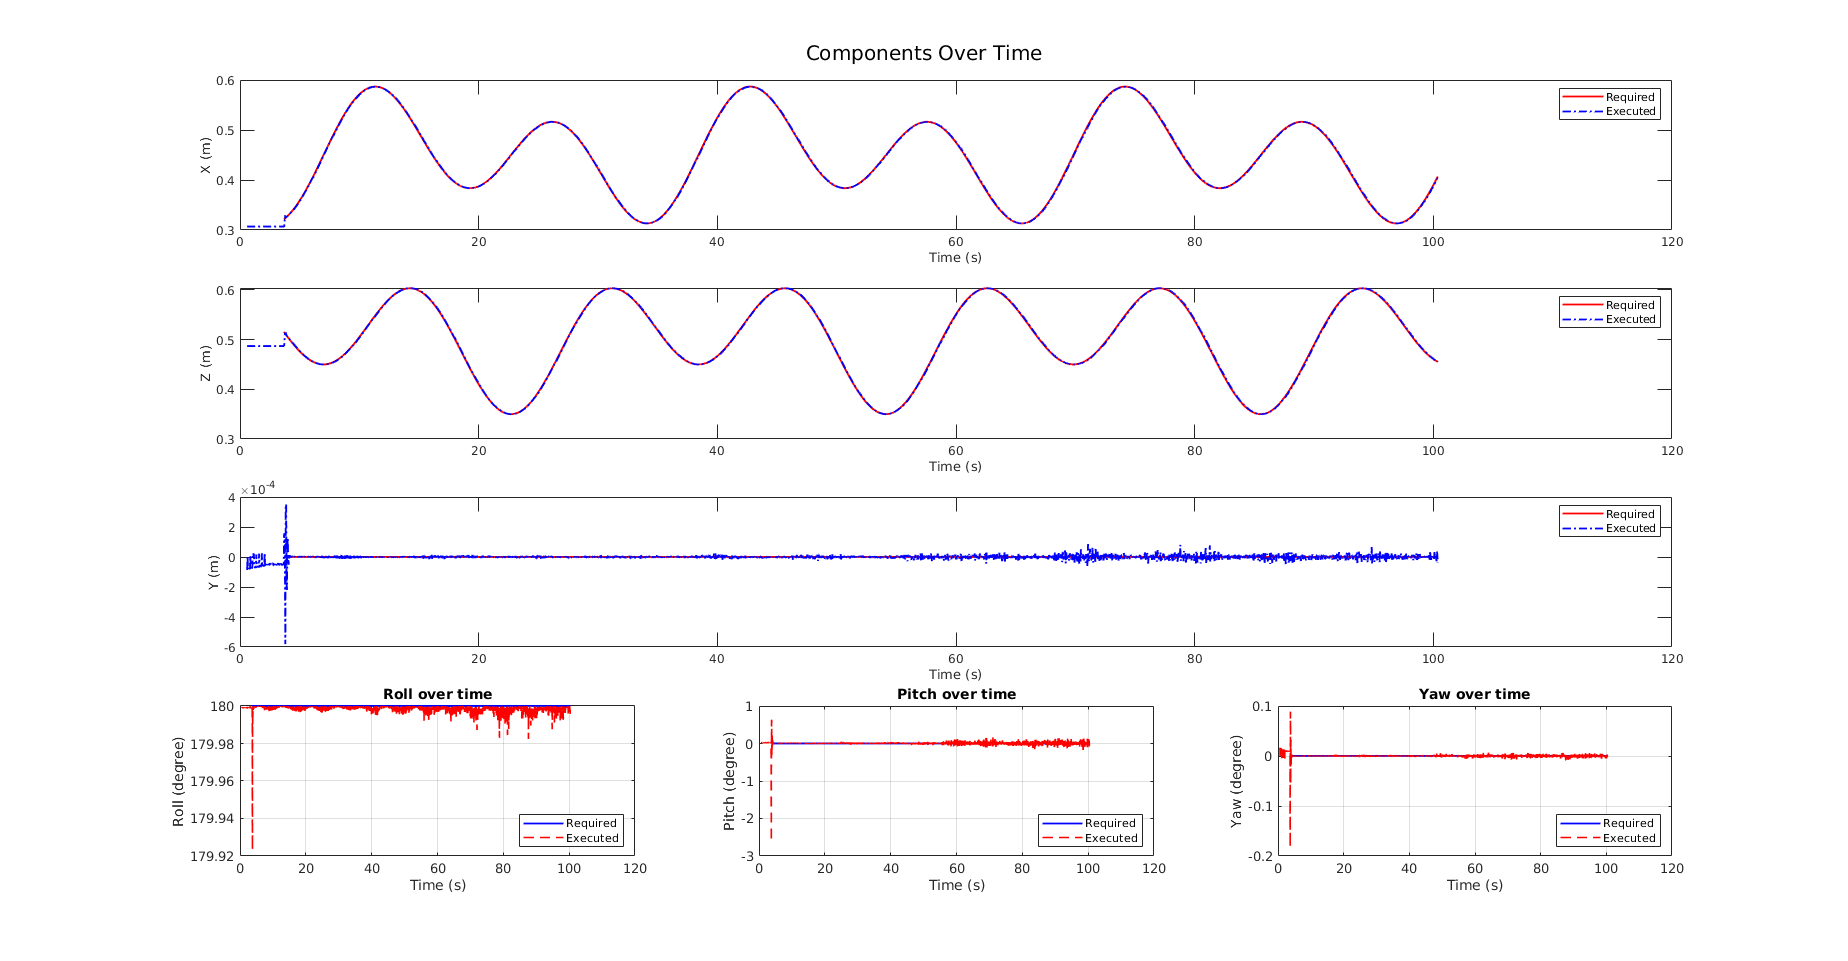 Components Over Time
0.6
0.5
0.4
0.3
X (m)
0 20 40 60 80 100 120
Time (s)
Required
Executed
0.6
0.5
0.4
0.3
Z (m)
0 20 40 60 80 100 120
Time (s)
Required
Executed
×10-4
4
2
0
-2
-4
-6
Y (m)
0 20 40 60 80 100 120
Time (s)
Required
Executed
Roll over time
180
179.98
179.96
179.94
179.92
Roll (degree)
0 20 40 60 80 100 120
Time (s)
Required
Executed
Pitch over time
1
0
-1
-2
-3
Pitch (degree)
0 20 40 60 80 100 120
Time (s)
Required
Executed
Yaw over time
0.1
0
-0.1
-0.2
Yaw (degree)
0 20 40 60 80 100 120
Time (s)
Required
Executed